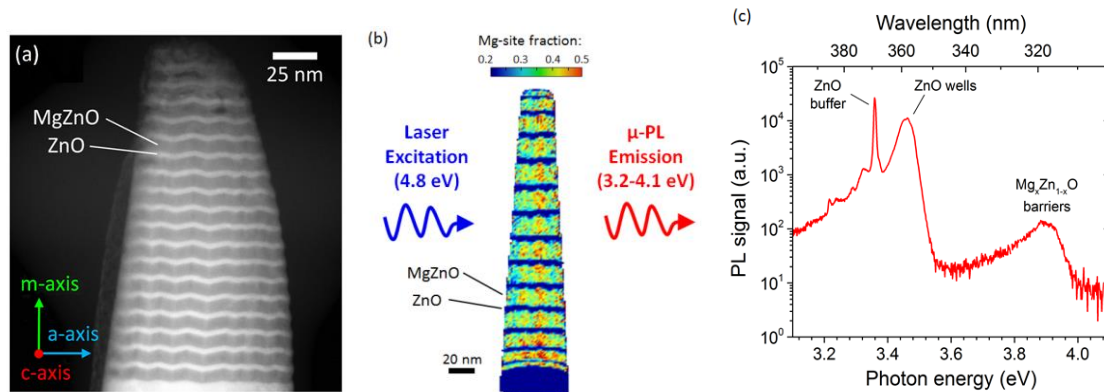 (a)
25 nm
MgZnO
ZnO
m-axis
a-axis
c-axis
(b)
Mg-site fraction:
0.2 0.3 0.4 0.5
Laser
Excitation
(4.8 eV)
μ-PL
Emission
(3.2-4.1 eV)
MgZnO
ZnO
20 nm
(c)
Wavelength (nm)
380 360 340 320
ZnO
buffer
ZnO wells
MgₓZn₁₋ₓO
barriers
PL signal (a.u.)
10⁵
10⁴
10³
10²
10¹
10⁰
3.2 3.4 3.6 3.8 4.0
Photon energy (eV)